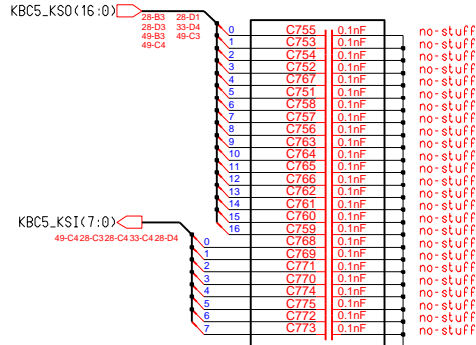 KBC5_KSO(16:0)
28-B3 28-D1
28-D3 33-D4
49-B3 49-C3
49-C4
0 C755 0.1nF no-stuff
1 C753 0.1nF no-stuff
2 C754 0.1nF no-stuff
3 C752 0.1nF no-stuff
4 C767 0.1nF no-stuff
5 C751 0.1nF no-stuff
6 C758 0.1nF no-stuff
7 C757 0.1nF no-stuff
8 C756 0.1nF no-stuff
9 C763 0.1nF no-stuff
10 C764 0.1nF no-stuff
11 C765 0.1nF no-stuff
12 C766 0.1nF no-stuff
13 C762 0.1nF no-stuff
14 C761 0.1nF no-stuff
15 C760 0.1nF no-stuff
16 C759 0.1nF no-stuff
KBC5_KSI(7:0)
49-C4 28-C3 28-C4 33-C4 28-D4
0 C768 0.1nF no-stuff
1 C769 0.1nF no-stuff
2 C771 0.1nF no-stuff
3 C770 0.1nF no-stuff
4 C774 0.1nF no-stuff
5 C775 0.1nF no-stuff
6 C772 0.1nF no-stuff
7 C773 0.1nF no-stuff